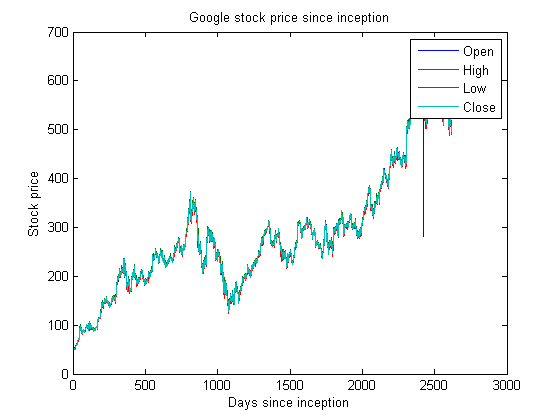 Google stock price since inception
700
600
500
400
300
200
100
0
Stock price
Open
High
Low
Close
0 500 1000 1500 2000 2500 3000
Days since inception